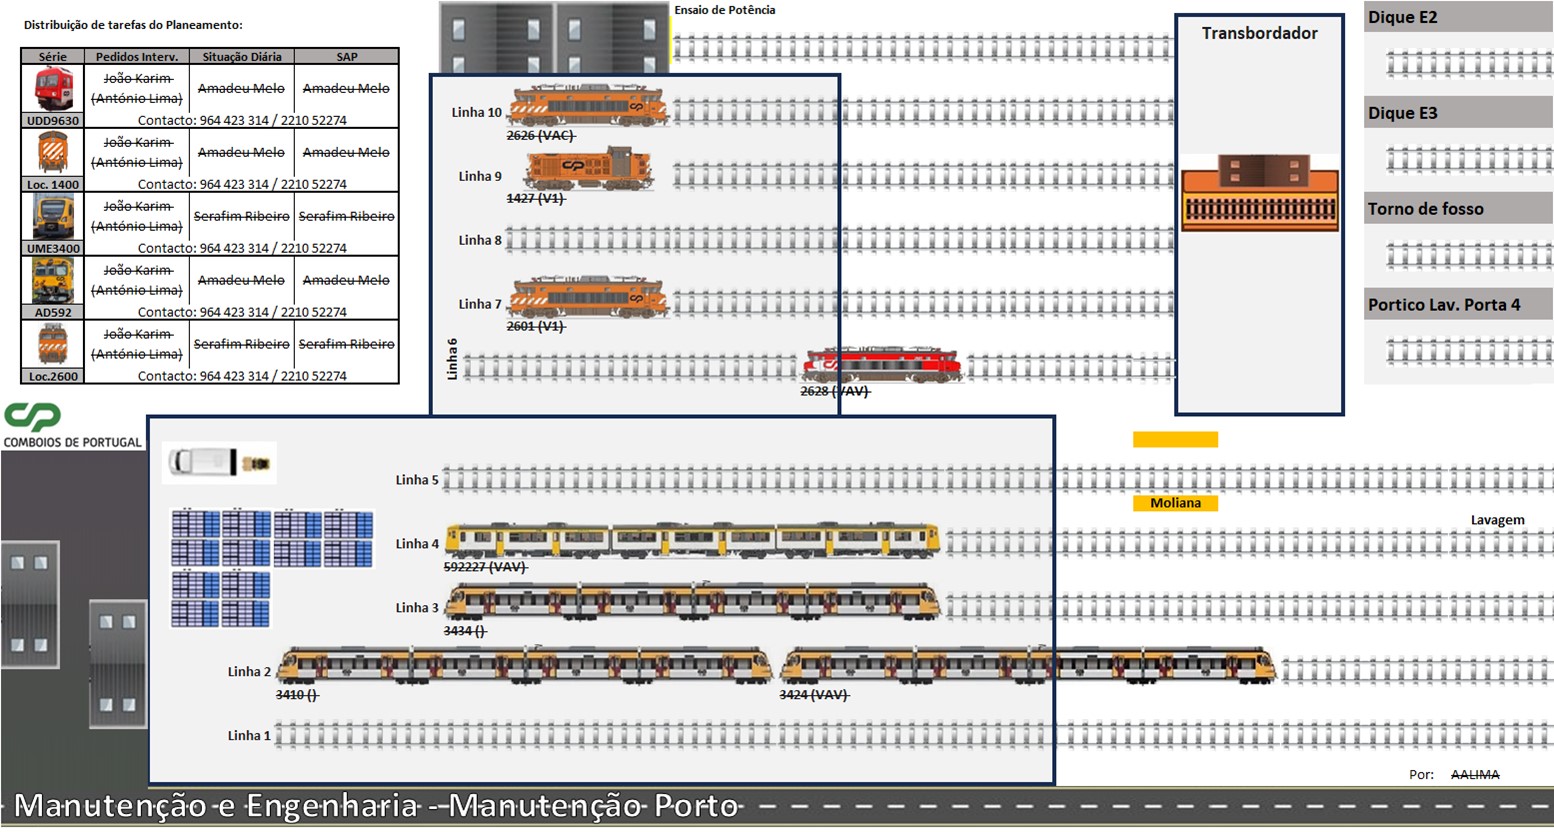 Distribuição de tarefas do Planeamento:
Série Pedidos Interv. Situação Diária SAP
João Karim
(António Lima) Amadeu Melo Amadeu Melo
UDD9630 Contacto: 964 423 314 / 2210 52274
João Karim
(António Lima) Amadeu Melo Amadeu Melo
Loc. 1400 Contacto: 964 423 314 / 2210 52274
João Karim
(António Lima) Serafim Ribeiro Serafim Ribeiro
UME3400 Contacto: 964 423 314 / 2210 52274
João Karim
(António Lima) Amadeu Melo Amadeu Melo
AD592 Contacto: 964 423 314 / 2210 52274
João Karim
(António Lima) Serafim Ribeiro Serafim Ribeiro
Loc.2600 Contacto: 964 423 314 / 2210 52274
CP
COMBOIOS DE PORTUGAL
Ensaio de Potência
Linha 10
2626 (VAC)
Linha 9
CP
1427 (V1)
Linha 8
Linha 7
2601 (V1)
Linha 6
2628 (VAV)
Transbordador
Dique E2
Dique E3
Torno de fosso
Portico Lav. Porta 4
Linha 5
Moliana
Lavagem
Linha 4
592227 (VAV)
Linha 3
3434 ()
Linha 2
3410 () 3424 (VAV)
Linha 1
Por: AALIMA
Manutenção e Engenharia - Manutenção Porto